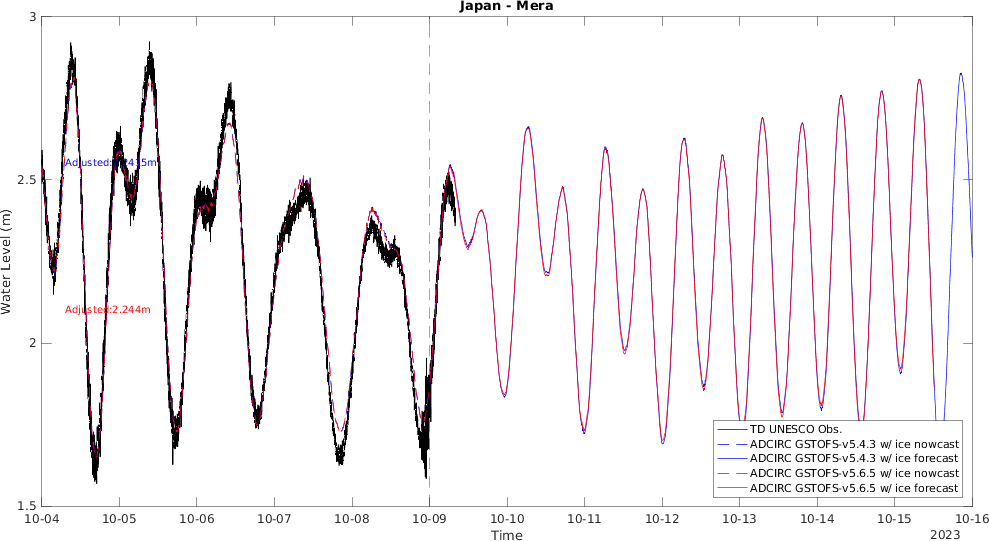 Japan - Mera
3
2.5
2
1.5
Water Level (m)
Adjusted:
Adjusted:2.244m
TD UNESCO Obs.
ADCIRC GSTOFS-v5.4.3 w/ ice nowcast
ADCIRC GSTOFS-v5.4.3 w/ ice forecast
ADCIRC GSTOFS-v5.6.5 w/ ice nowcast
ADCIRC GSTOFS-v5.6.5 w/ ice forecast
10-04 10-05 10-06 10-07 10-08 10-09 10-10 10-11 10-12 10-13 10-14 10-15 10-16
Time
2023